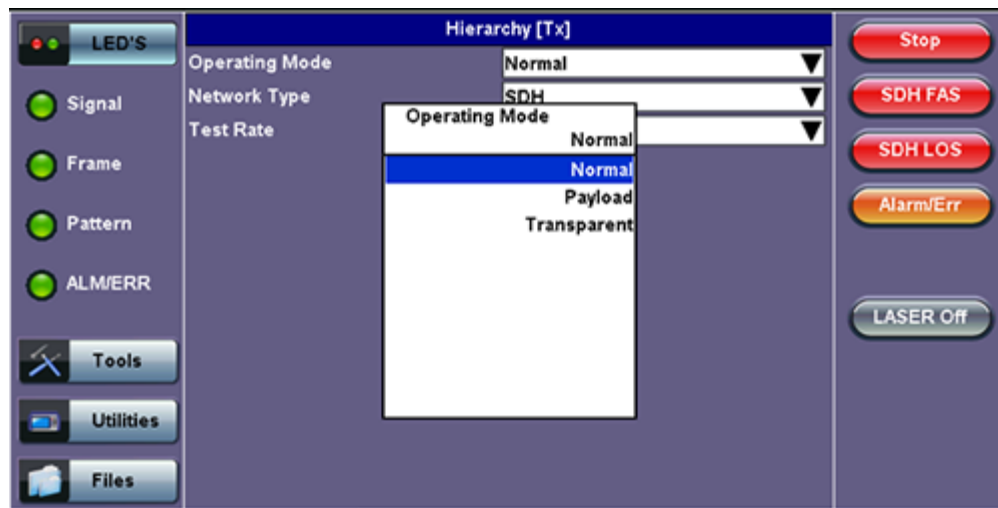 LED'S
Signal
Frame
Pattern
ALM/ERR
Tools
Utilities
Files
Hierarchy [Tx]
Operating Mode Normal
Network Type SDH
Test Rate
Operating Mode
Normal
Normal
Payload
Transparent
Stop
SDH FAS
SDH LOS
Alarm/Err
LASER Off